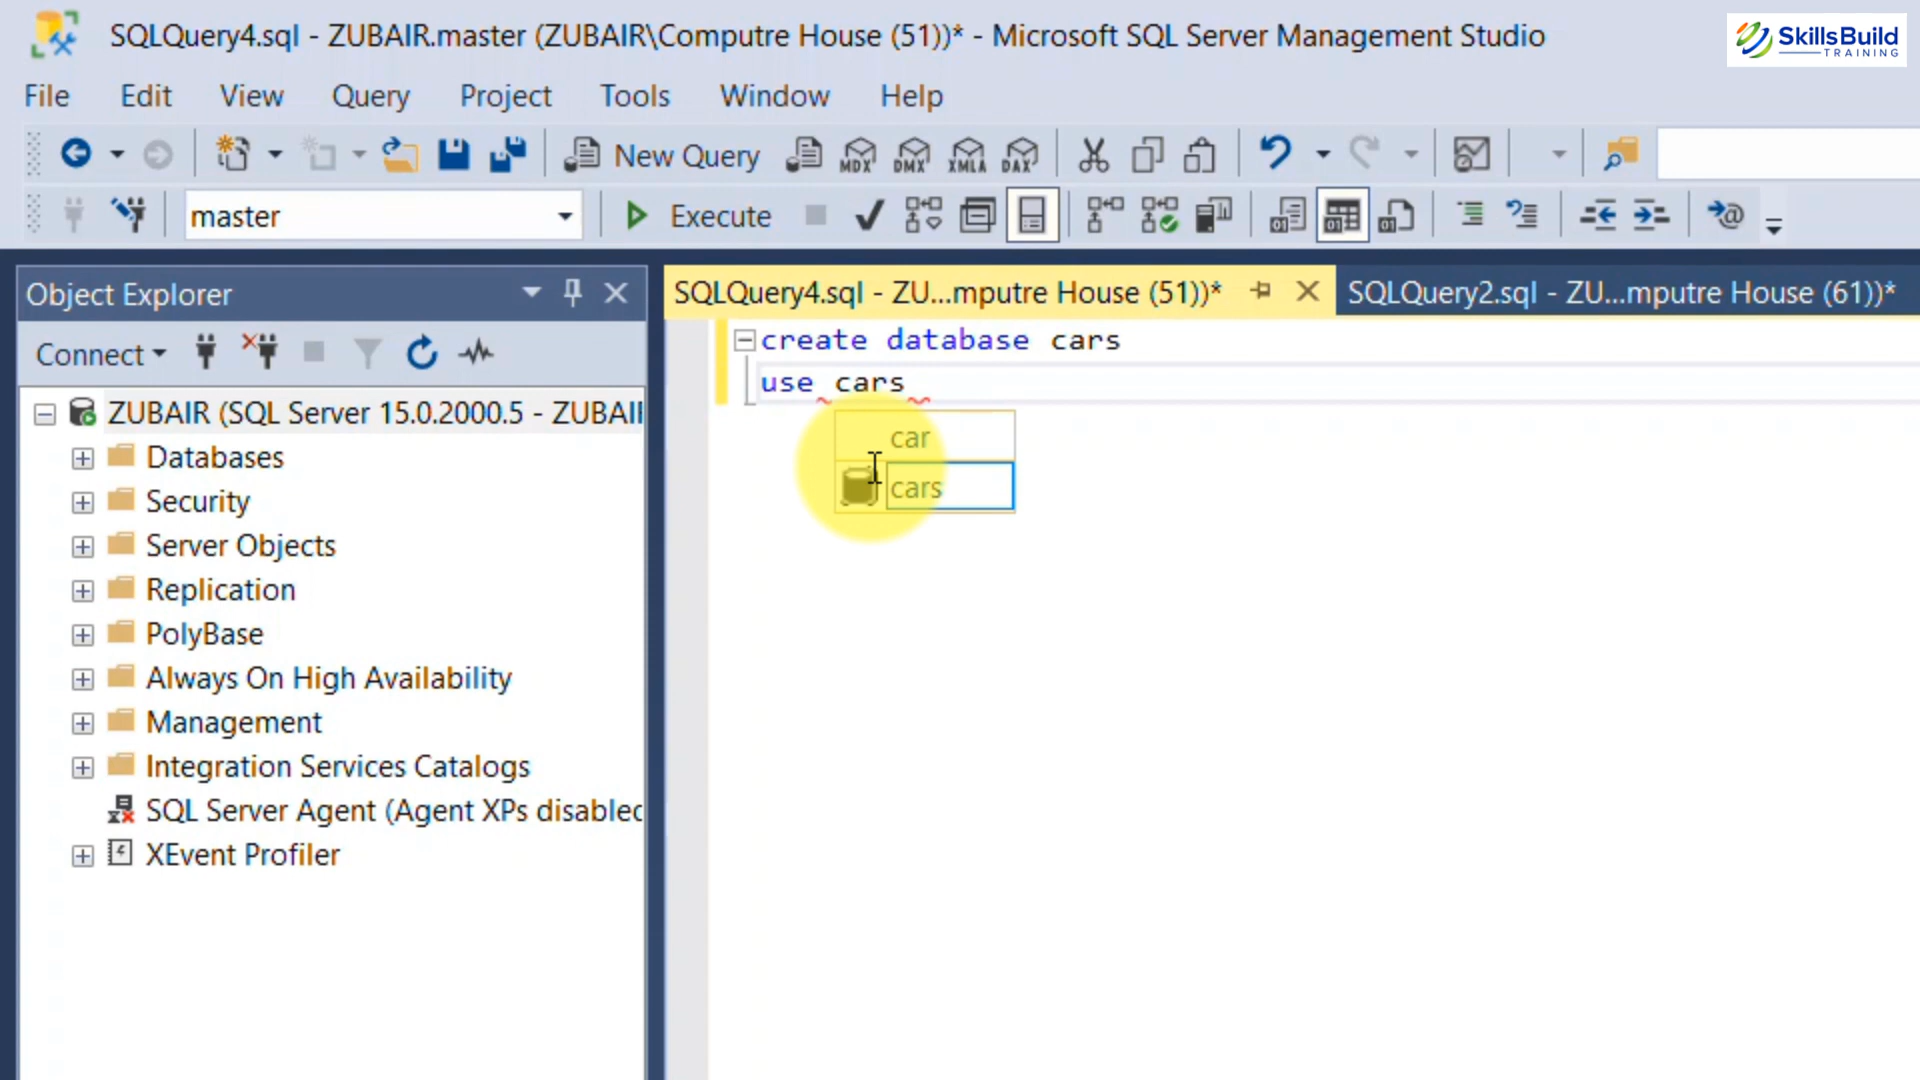 SQLQuery4.sql - ZUBAIR.master (ZUBAIR\Computre House (51))* - Microsoft SQL Server Management Studio
SkillsBuild
TRAINING
File Edit View Query Project Tools Window Help
New Query MDX DMX XMLA DAX
master Execute
Object Explorer
SQLQuery4.sql - ZU...mputre House (51))*
SQLQuery2.sql - ZU...mputre House (61))*
Connect
create database cars
use cars
car
cars
ZUBAIR (SQL Server 15.0.2000.5 - ZUBAIR
Databases
Security
Server Objects
Replication
PolyBase
Always On High Availability
Management
Integration Services Catalogs
SQL Server Agent (Agent XPs disabled
XEvent Profiler